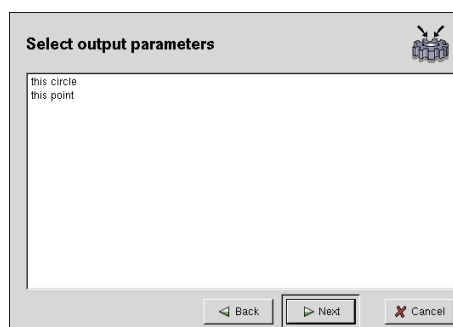 Select output parameters
this circle
this point
Back
Next
Cancel